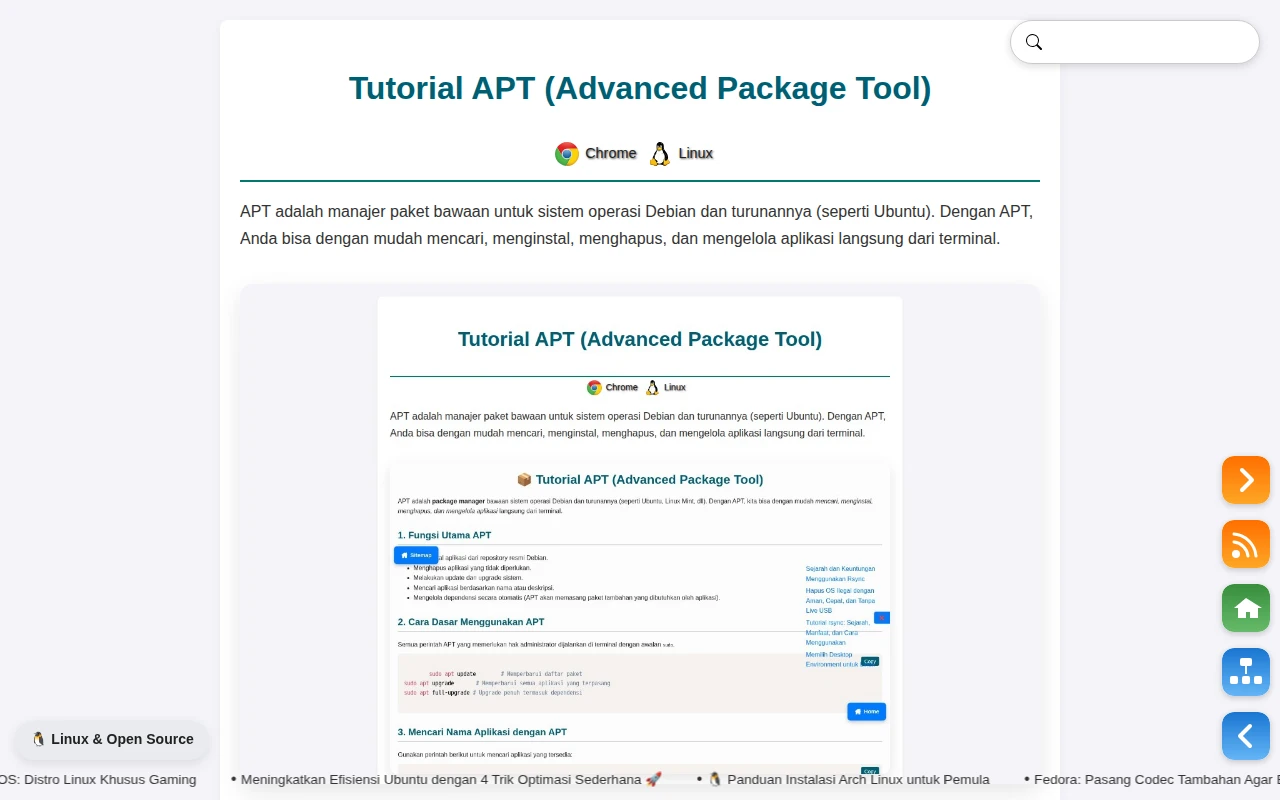 Tutorial APT (Advanced Package Tool)
Chrome Linux
APT adalah manajer paket bawaan untuk sistem operasi Debian dan turunannya (seperti Ubuntu). Dengan APT,
Anda bisa dengan mudah mencari, menginstal, menghapus, dan mengelola aplikasi langsung dari terminal.
Tutorial APT (Advanced Package Tool)
Chrome Linux
APT adalah manajer paket bawaan untuk sistem operasi Debian dan turunannya (seperti Ubuntu). Dengan APT,
Anda bisa dengan mudah mencari, menginstal, menghapus, dan mengelola aplikasi langsung dari terminal.
📦 Tutorial APT (Advanced Package Tool)
APT adalah package manager bawaan sistem operasi Debian dan turunannya (seperti Ubuntu, Linux Mint, dll). Dengan APT, kita bisa dengan mudah mencari, menginstal,
menghapus, dan mengelola aplikasi langsung dari terminal.
1. Fungsi Utama APT
Sitemap
aplikasi dari repository resmi Debian.
• Menghapus aplikasi yang tidak diperlukan.
• Melakukan update dan upgrade sistem.
• Mencari aplikasi berdasarkan nama atau deskripsi.
• Mengelola dependensi secara otomatis (APT akan memasang paket tambahan yang dibutuhkan oleh aplikasi).
Sejarah dan Keuntungan
Menggunakan Rsync
Hapus OS Ilegal dengan
Aman, Cepat, dan Tanpa
Live USB
Tutorial rsync: Sejarah,
Manfaat, dan Cara
Menggunakan
Memilih Desktop
Environment untuk
2. Cara Dasar Menggunakan APT
Semua perintah APT yang memerlukan hak administrator dijalankan di terminal dengan awalan sudo.
Copy
sudo apt update # Memperbarui daftar paket
sudo apt upgrade # Memperbarui semua aplikasi yang terpasang
sudo apt full-upgrade # Upgrade penuh termasuk dependensi
Home
3. Mencari Nama Aplikasi dengan APT
Gunakan perintah berikut untuk mencari aplikasi yang tersedia:
Copy
🐧 Linux & Open Source
OS: Distro Linux Khusus Gaming • Meningkatkan Efisiensi Ubuntu dengan 4 Trik Optimasi Sederhana 🚀 • 🐧 Panduan Instalasi Arch Linux untuk Pemula • Fedora: Pasang Codec Tambahan Agar